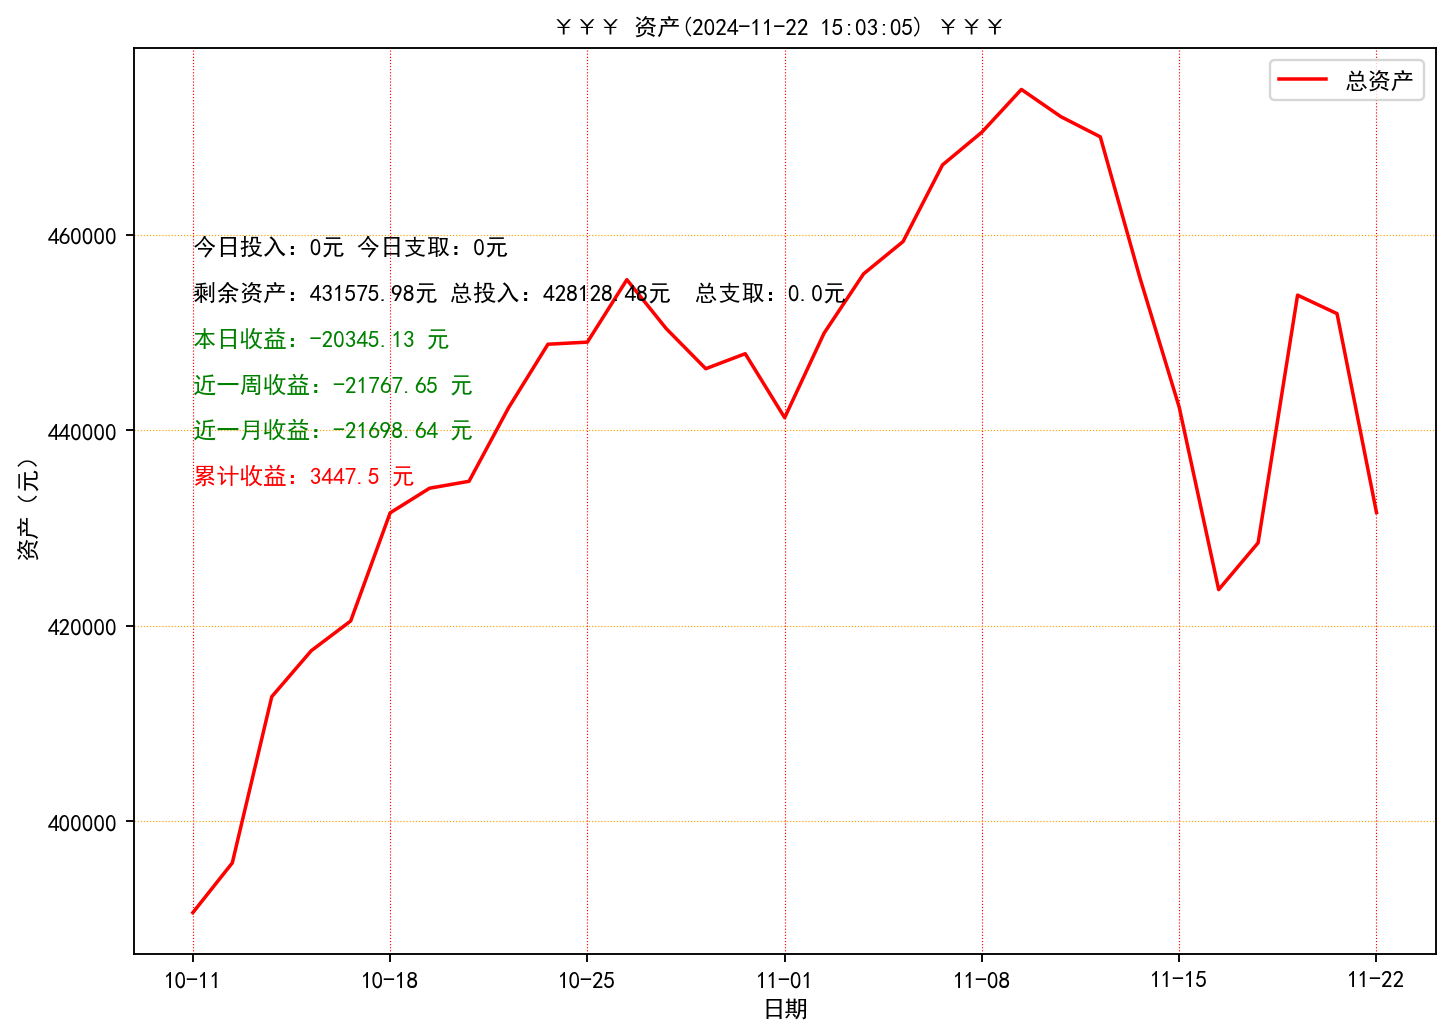 ￥￥￥ 资产(2024-11-22 15:03:05) ￥￥￥
总资产
460000
440000
420000
400000
资产（元）
今日投入：0元 今日支取：0元
剩余资产：431575.98元 总投入：428128.48元  总支取：0.0元
本日收益：-20345.13 元
近一周收益：-21767.65 元
近一月收益：-21698.64 元
累计收益：3447.5 元
10-11
10-18
10-25
11-01
11-08
11-15
11-22
日期